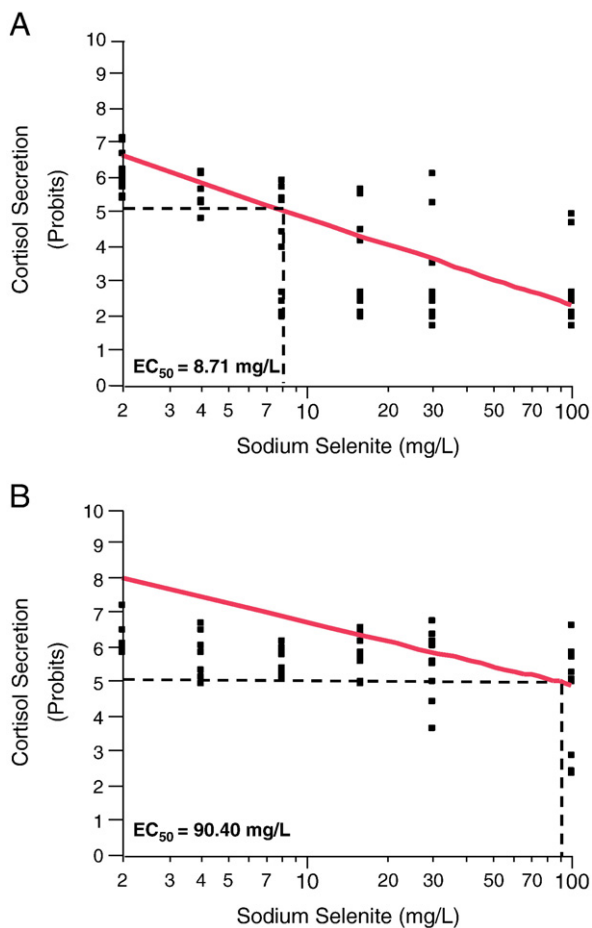 A
10
9
8
7
6
5
4
3
2
1
0
Cortisol Secretion
(Probits)
EC50 = 8.71 mg/L
2 3 4 5 7 10 20 30 50 70 100
Sodium Selenite (mg/L)
B
10
9
8
7
6
5
4
3
2
1
0
Cortisol Secretion
(Probits)
EC50 = 90.40 mg/L
2 3 4 5 7 10 20 30 50 70 100
Sodium Selenite (mg/L)